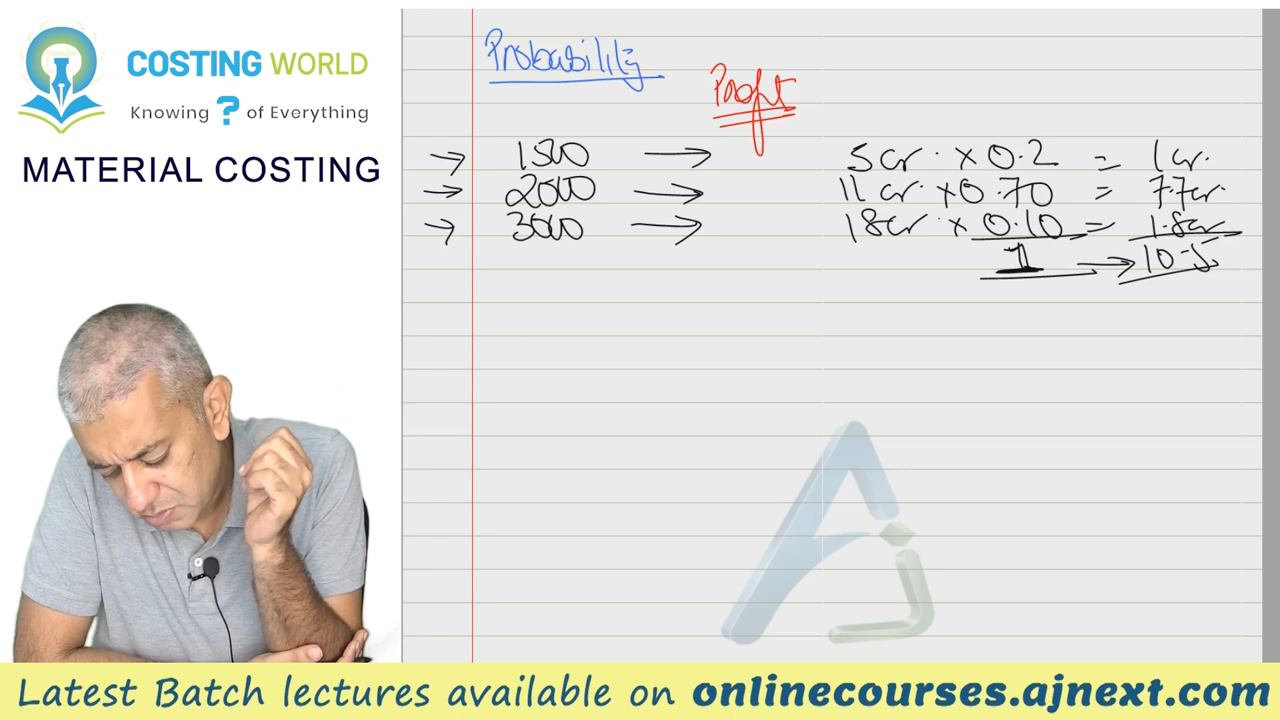 COSTING WORLD
Knowing ? of Everything
MATERIAL COSTING
Probability
Profit
→ 1500 → 5cr. × 0.2 = 1cr.
→ 2000 → 11cr. × 0.70 = 7.7cr.
→ 3000 → 18cr. × 0.10 = 1.8cr
1 → 10.5
Latest Batch lectures available on onlinecourses.ajnext.com